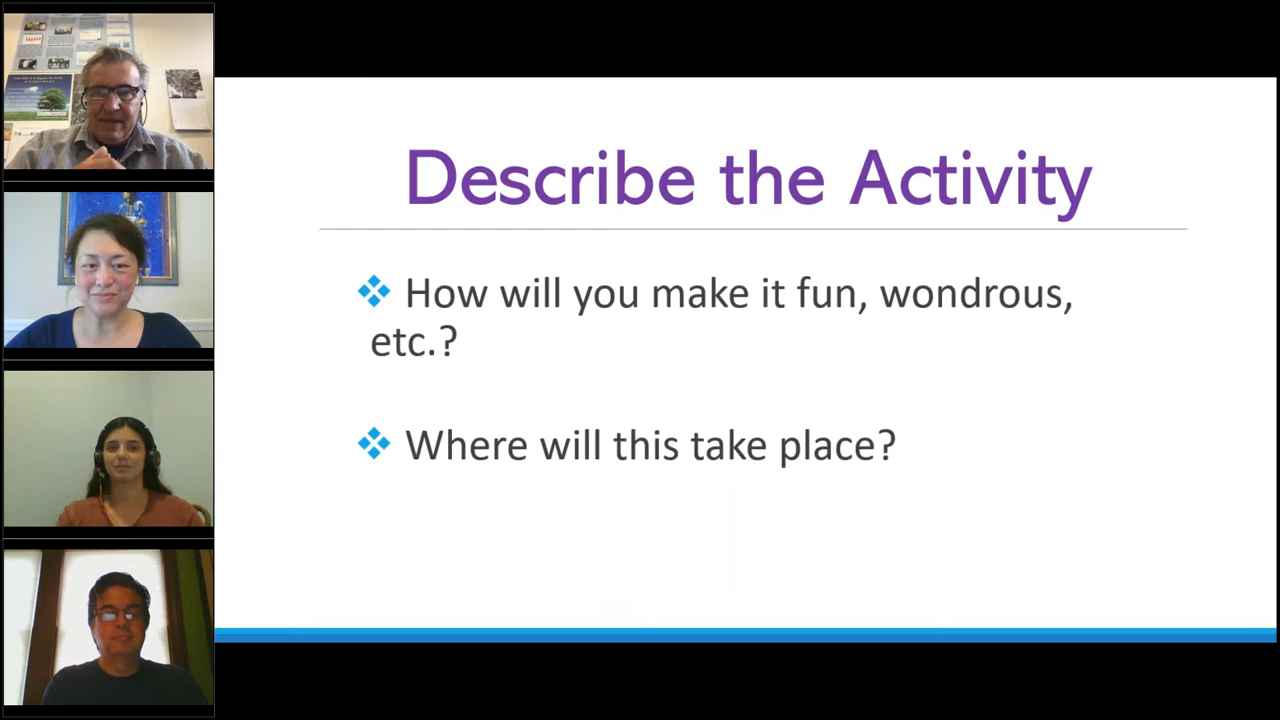 Describe the Activity
How will you make it fun, wondrous,
etc.?
Where will this take place?